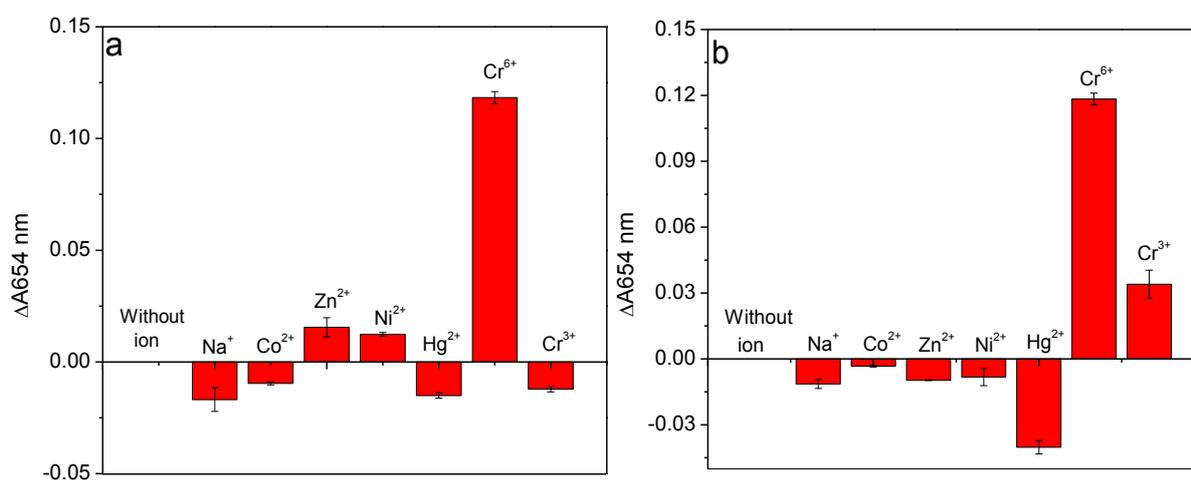 a
0.15
0.10
0.05
0.00
-0.05
ΔA654 nm
Without
ion
Na⁺
Co²⁺
Zn²⁺
Ni²⁺
Hg²⁺
Cr⁶⁺
Cr³⁺
b
0.15
0.12
0.09
0.06
0.03
0.00
-0.03
ΔA654 nm
Without
ion
Na⁺
Co²⁺
Zn²⁺
Ni²⁺
Hg²⁺
Cr⁶⁺
Cr³⁺